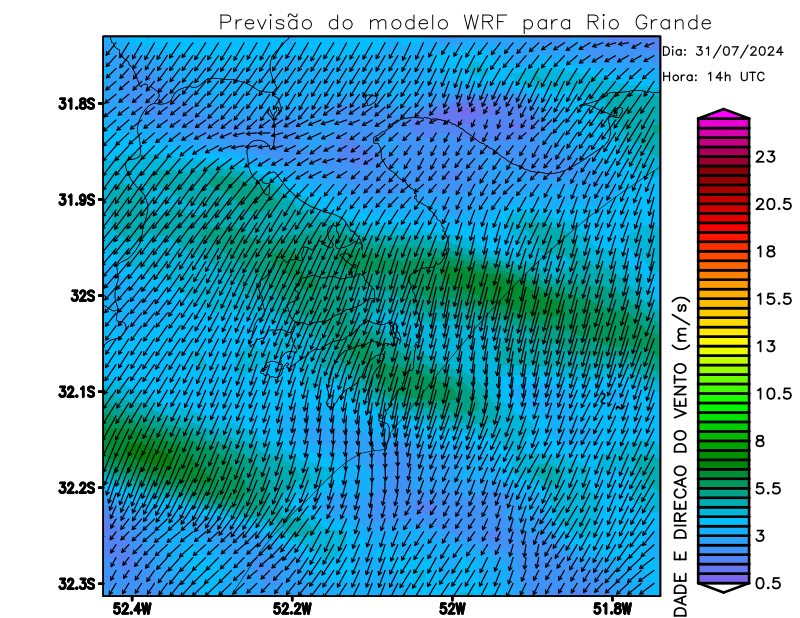 Previsão do modelo WRF para Rio Grande
Dia: 31/07/2024
Hora: 14h UTC
31.8S
31.9S
32S
32.1S
32.2S
32.3S
52.4W
52.2W
52W
51.8W
DADE E DIRECAO DO VENTO (m/s)
23
20.5
18
15.5
13
10.5
8
5.5
3
0.5